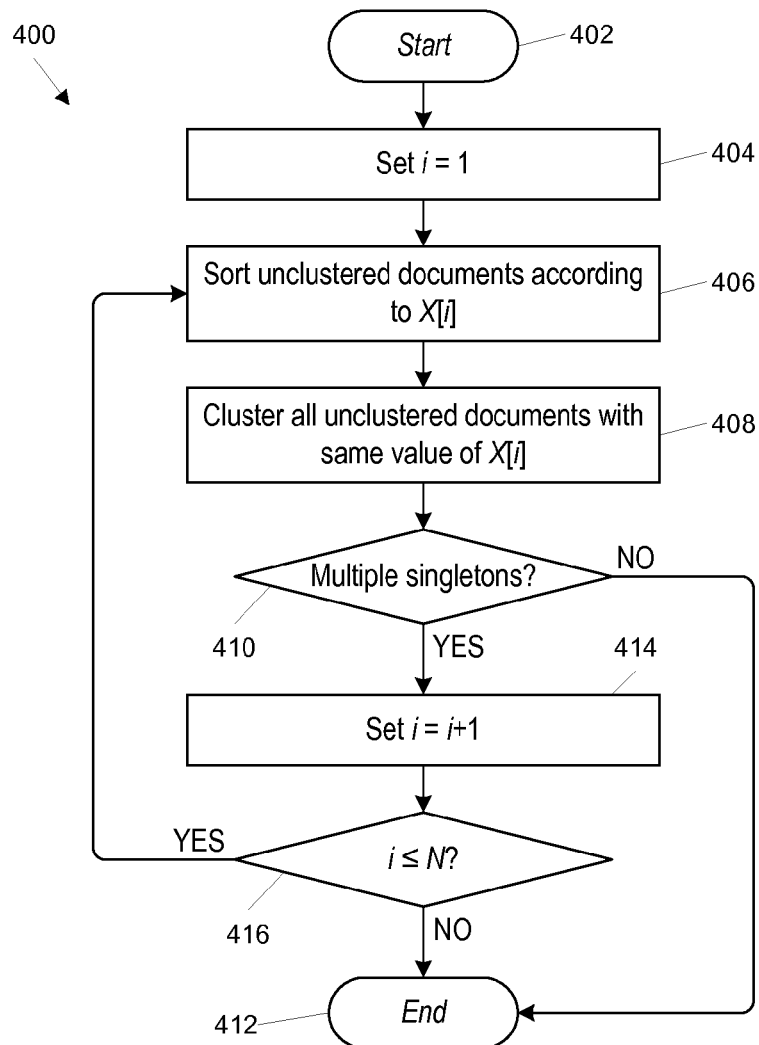 400
Start
402
Set i = 1
404
Sort unclustered documents according
to X[i]
406
Cluster all unclustered documents with
same value of X[i]
408
Multiple singletons?
NO
410
YES
414
Set i = i+1
YES
i ≤ N?
416
NO
412
End